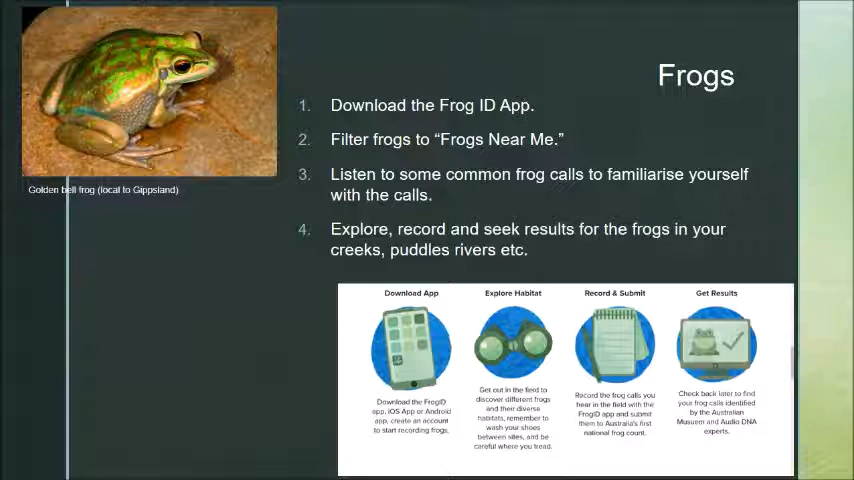 Frogs
1. Download the Frog ID App.
2. Filter frogs to “Frogs Near Me.”
3. Listen to some common frog calls to familiarise yourself
with the calls.
4. Explore, record and seek results for the frogs in your
creeks, puddles rivers etc.
Golden bell frog (local to Gippsland)
Download App
Download the FrogID
app, iOS App or Android
app, create an account
to start recording frogs.
Explore Habitat
Get out in the field to
discover different frogs
and their diverse
habitats, remember to
wash your shoes
between sites, and be
careful where you tread.
Record & Submit
Record the frog calls you
hear in the field with the
FrogID app and submit
them to Australia's first
national frog count.
Get Results
Check back later to find
your frog calls identified
by the Australian
Museum and Audio DNA
experts.